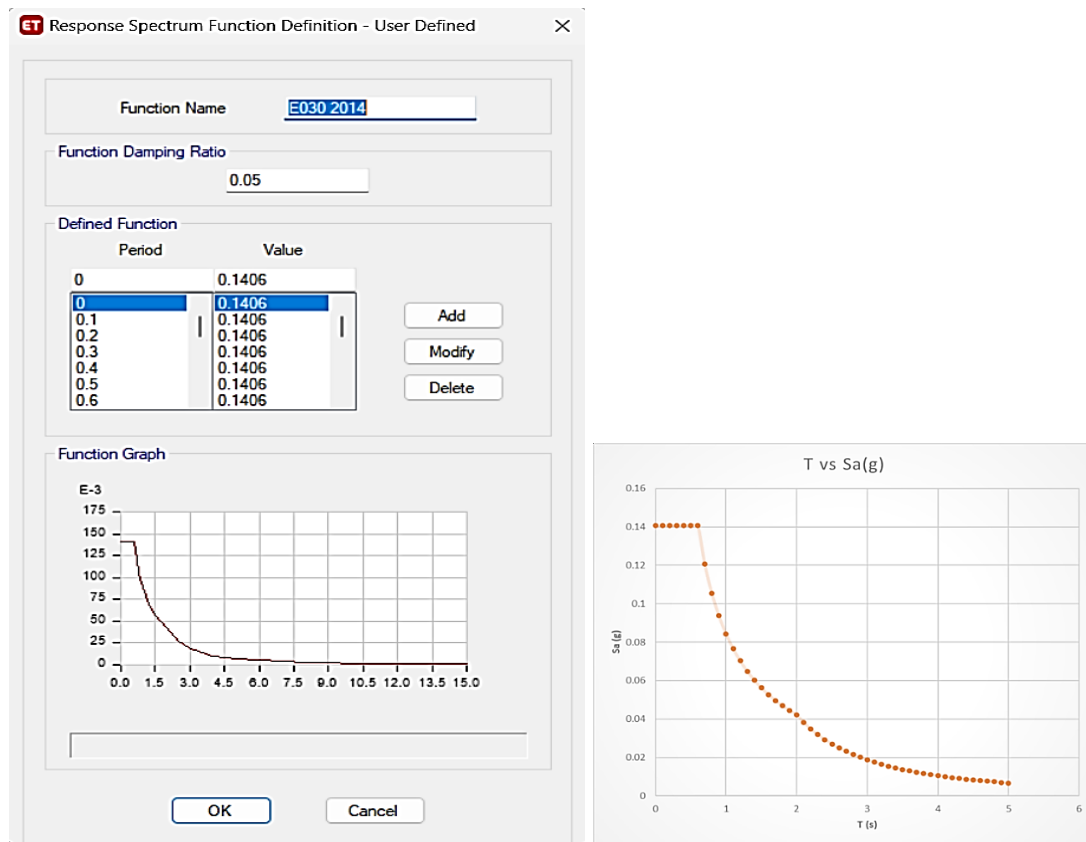 ET Response Spectrum Function Definition - User Defined
Function Name E030 2014
Function Damping Ratio
0.05
Defined Function
Period Value
0 0.1406
0 0.1406
0.1 0.1406
0.2 0.1406
0.3 0.1406
0.4 0.1406
0.5 0.1406
0.6 0.1406
Add
Modify
Delete
Function Graph
E-3
175
150
125
100
75
50
25
0
0.0 1.5 3.0 4.5 6.0 7.5 9.0 10.5 12.0 13.5 15.0
OK Cancel
T vs Sa(g)
0.16
0.14
0.12
0.1
0.08
0.06
0.04
0.02
0
Sa (g)
0 1 2 3 4 5 6
T (s)